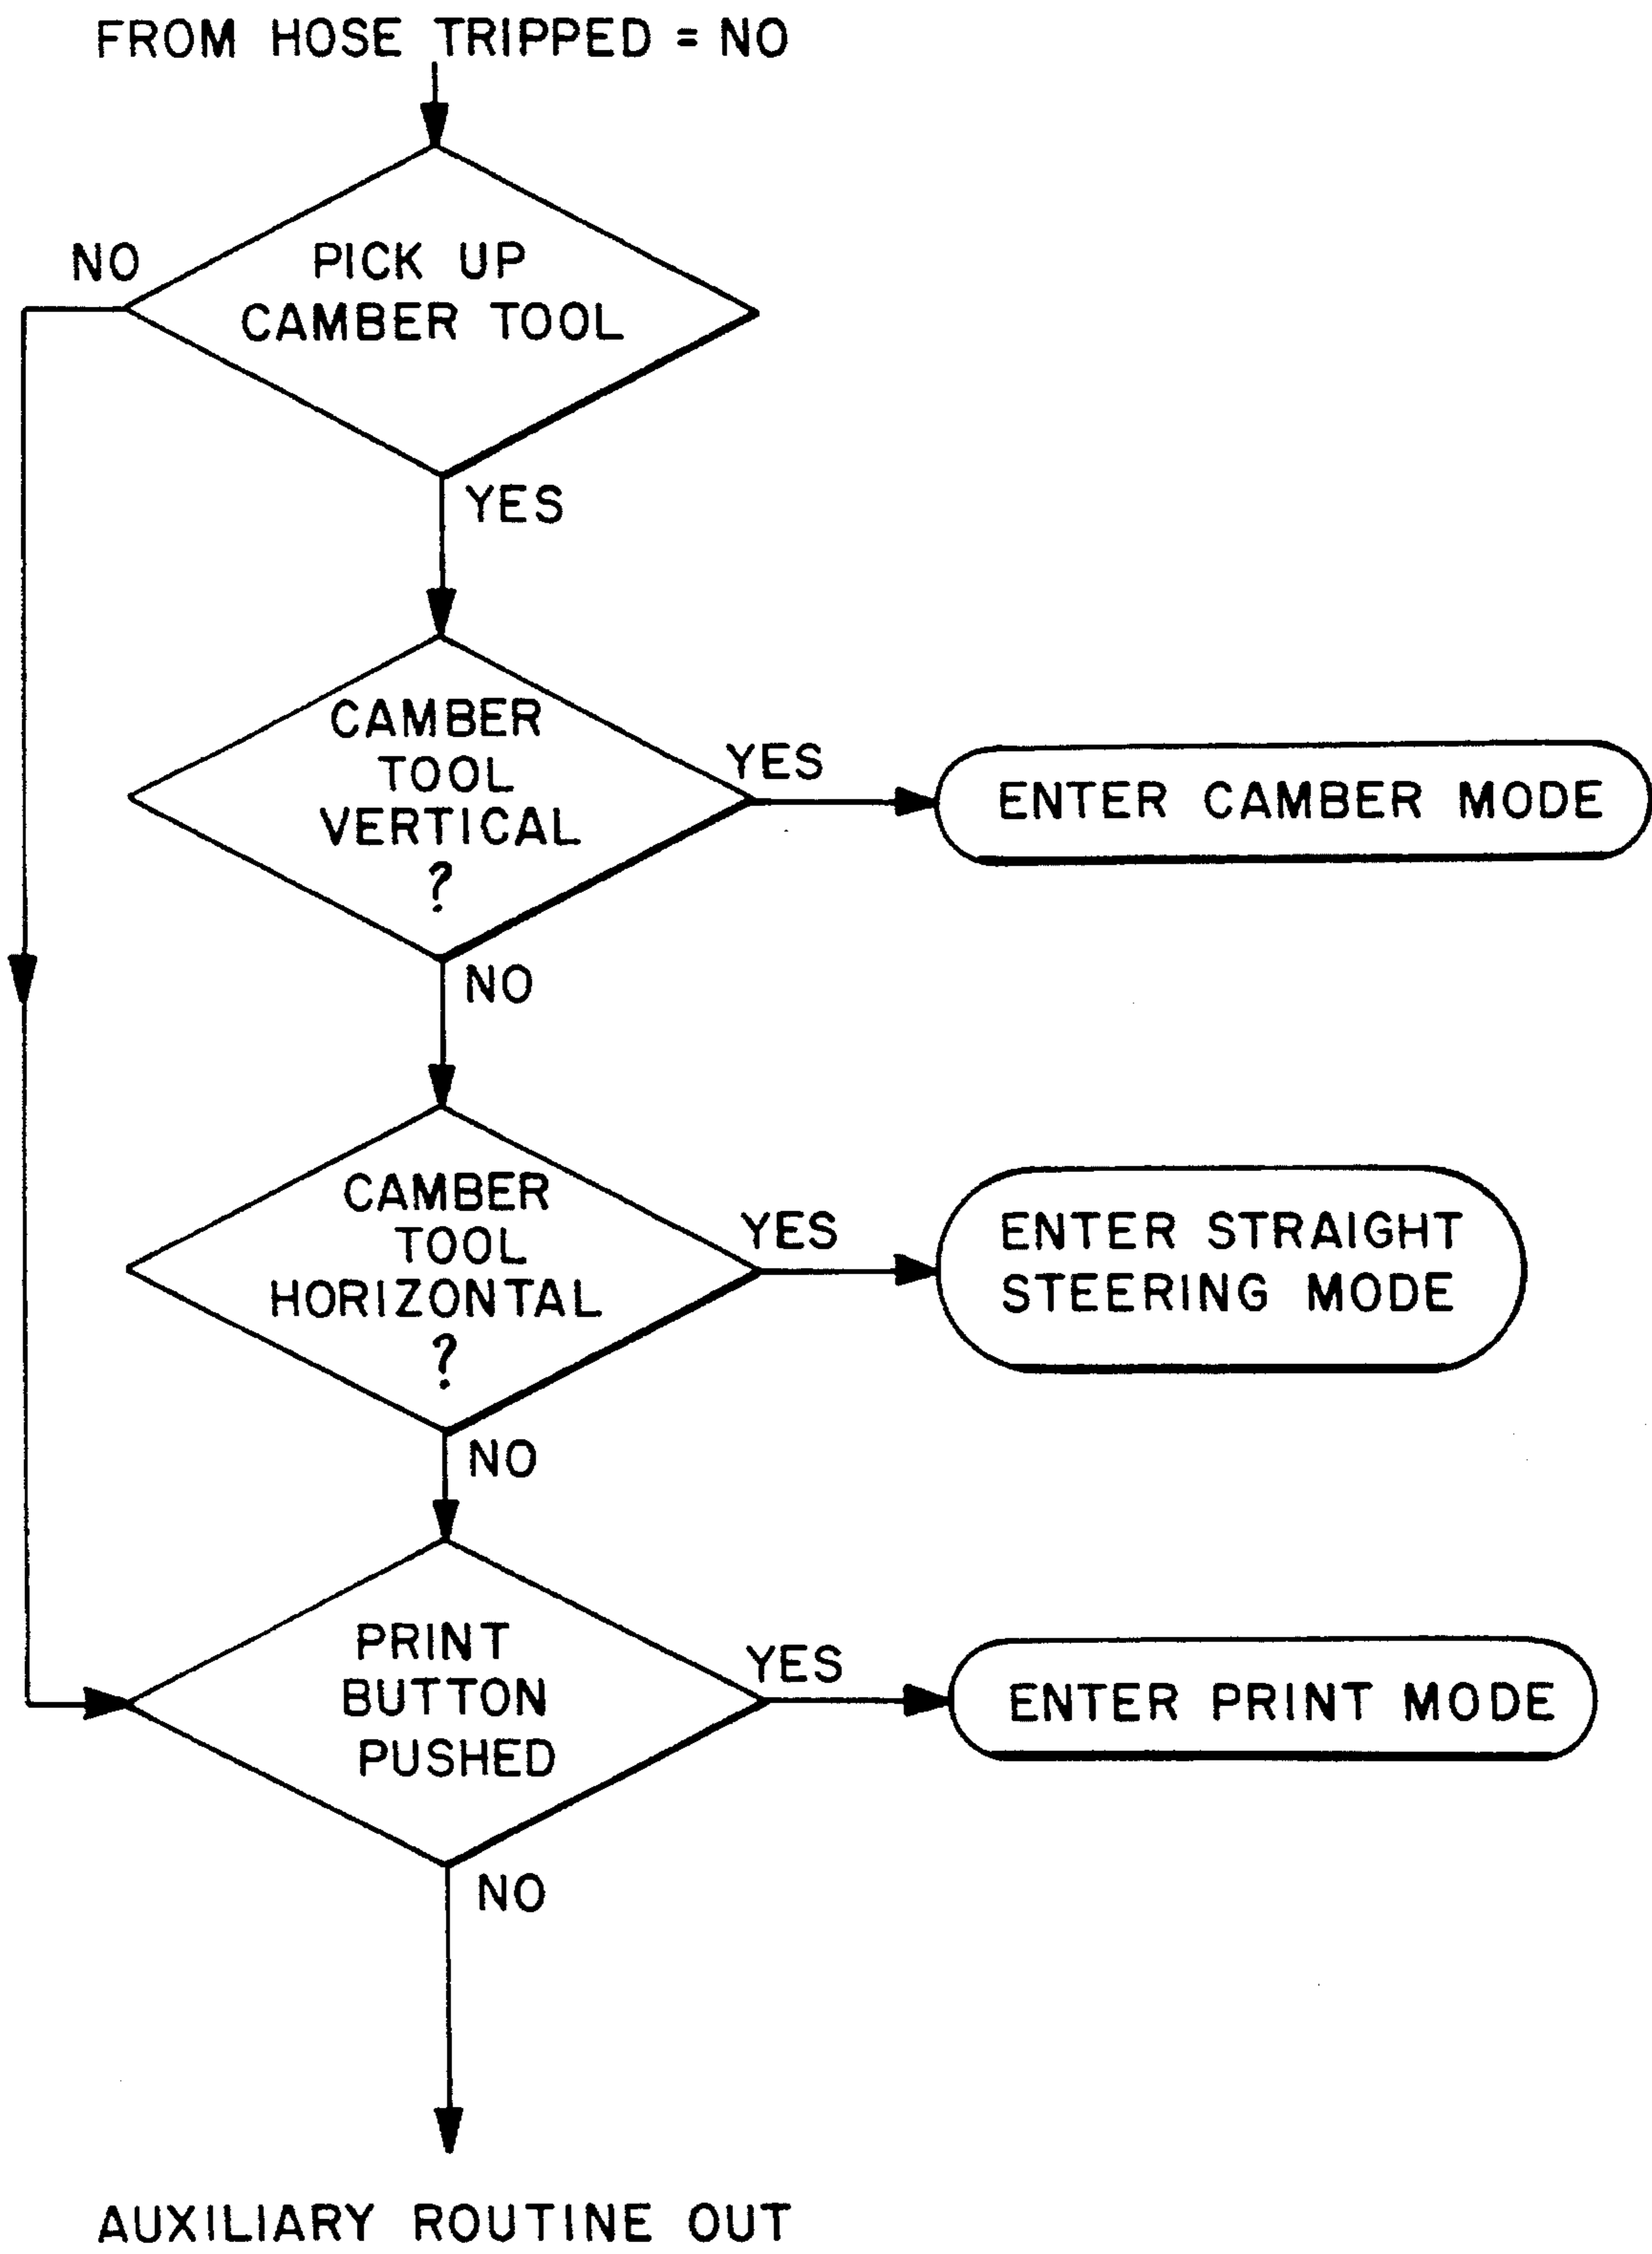 FROM HOSE TRIPPED = NO
NO
PICK UP
CAMBER TOOL
YES
CAMBER
TOOL
VERTICAL
?
YES
ENTER CAMBER MODE
NO
CAMBER
TOOL
HORIZONTAL
?
YES
ENTER STRAIGHT
STEERING MODE
NO
PRINT
BUTTON
PUSHED
YES
ENTER PRINT MODE
NO
AUXILIARY ROUTINE OUT